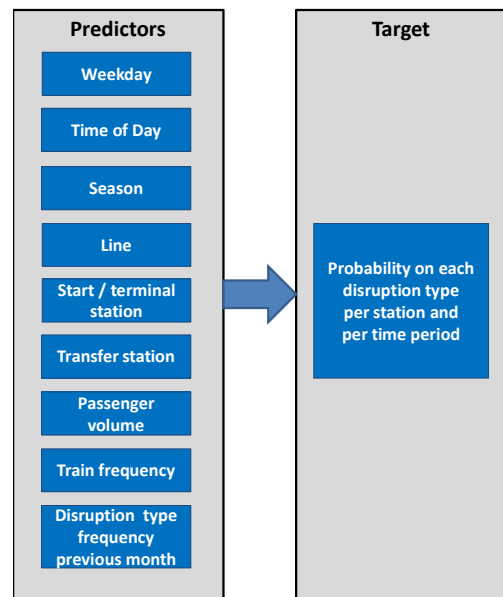 Predictors
Weekday
Time of Day
Season
Line
Start / terminal
station
Transfer station
Passenger
volume
Train frequency
Disruption type
frequency
previous month
Target
Probability on each
disruption type
per station and
per time period